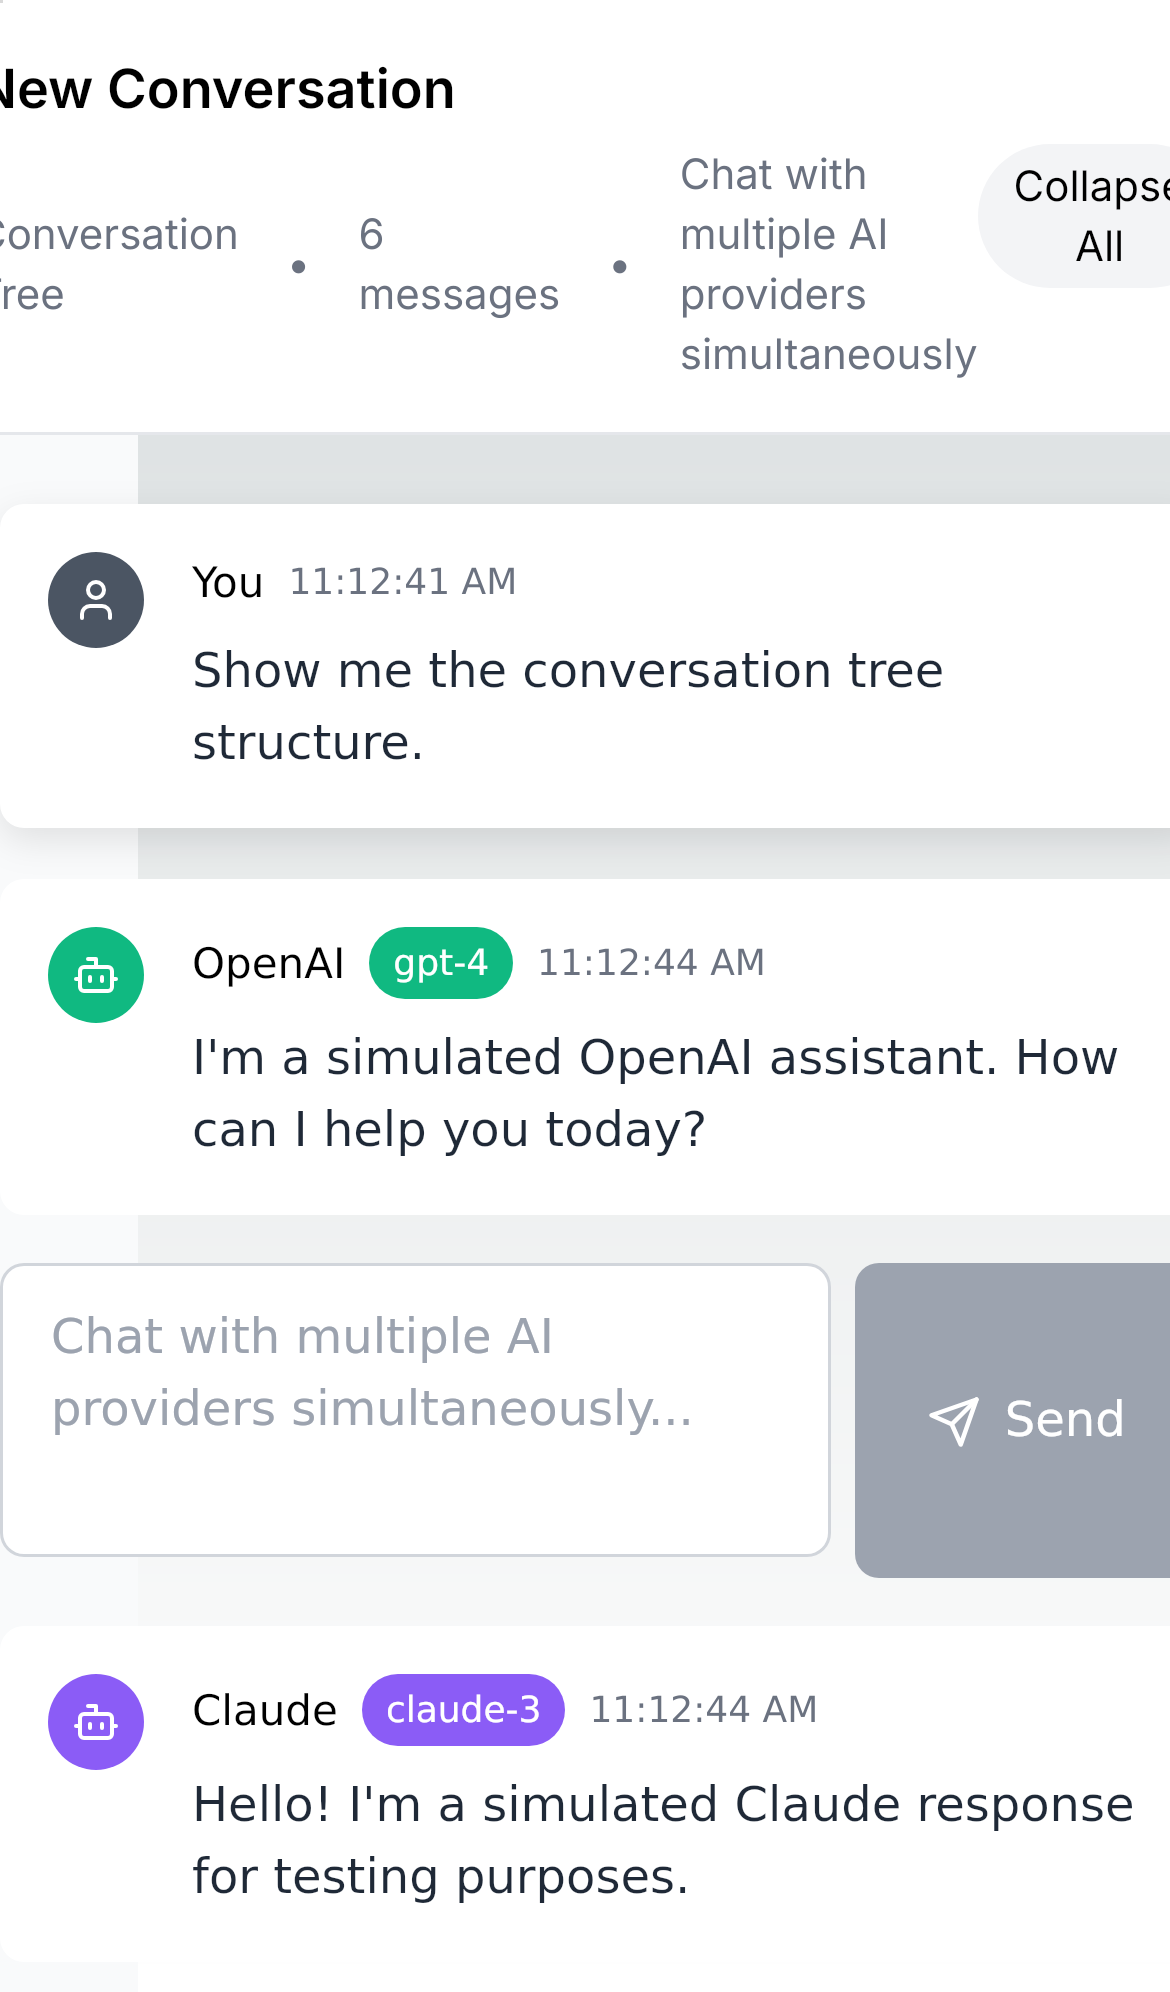 New Conversation
Conversation
Tree
•
6
messages
•
Chat with
multiple AI
providers
simultaneously
Collapse
All
You 11:12:41 AM
Show me the conversation tree
structure.
OpenAI gpt-4 11:12:44 AM
I'm a simulated OpenAI assistant. How
can I help you today?
Chat with multiple AI
providers simultaneously...
Send
Claude claude-3 11:12:44 AM
Hello! I'm a simulated Claude response
for testing purposes.